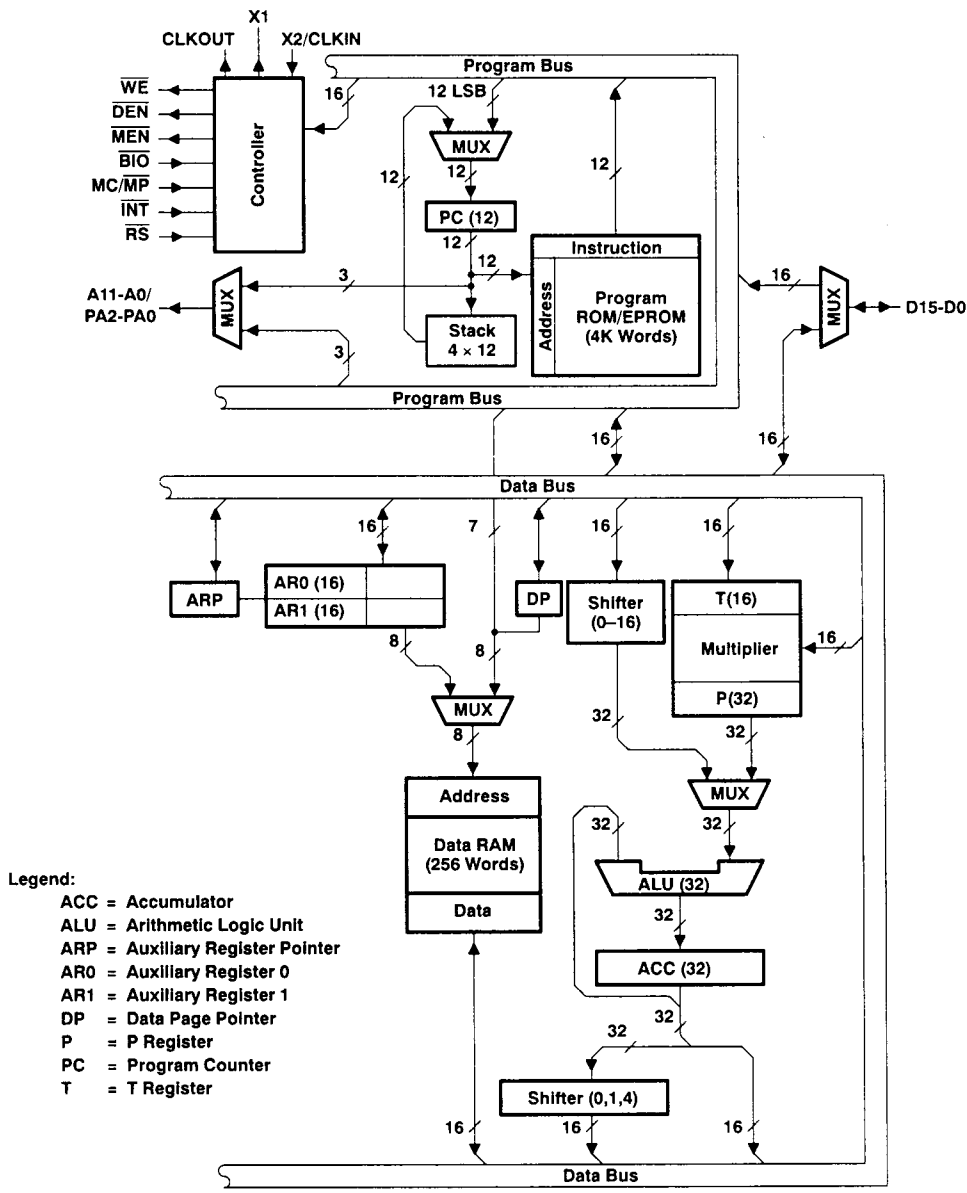 X1
CLKOUT
X2/CLKIN
WE
DEN
MEN
BIO
MC/MP
INT
RS
Controller
16
Program Bus
12 LSB
MUX
12
12
PC (12)
12
12
12
Stack
4 × 12
Instruction
Address
Program
ROM/EPROM
(4K Words)
A11-A0/
PA2-PA0
MUX
3
3
16
MUX
D15-D0
Program Bus
16
16
Data Bus
16
7
16
16
ARP
AR0 (16)
AR1 (16)
DP
Shifter
(0–16)
T(16)
Multiplier
P(32)
16
8
8
MUX
8
32
32
MUX
32
32
Address
Data RAM
(256 Words)
Data
ALU (32)
32
ACC (32)
32
32
Shifter (0,1,4)
16
16
16
Data Bus
Legend:
ACC = Accumulator
ALU = Arithmetic Logic Unit
ARP = Auxiliary Register Pointer
AR0 = Auxiliary Register 0
AR1 = Auxiliary Register 1
DP = Data Page Pointer
P = P Register
PC = Program Counter
T = T Register